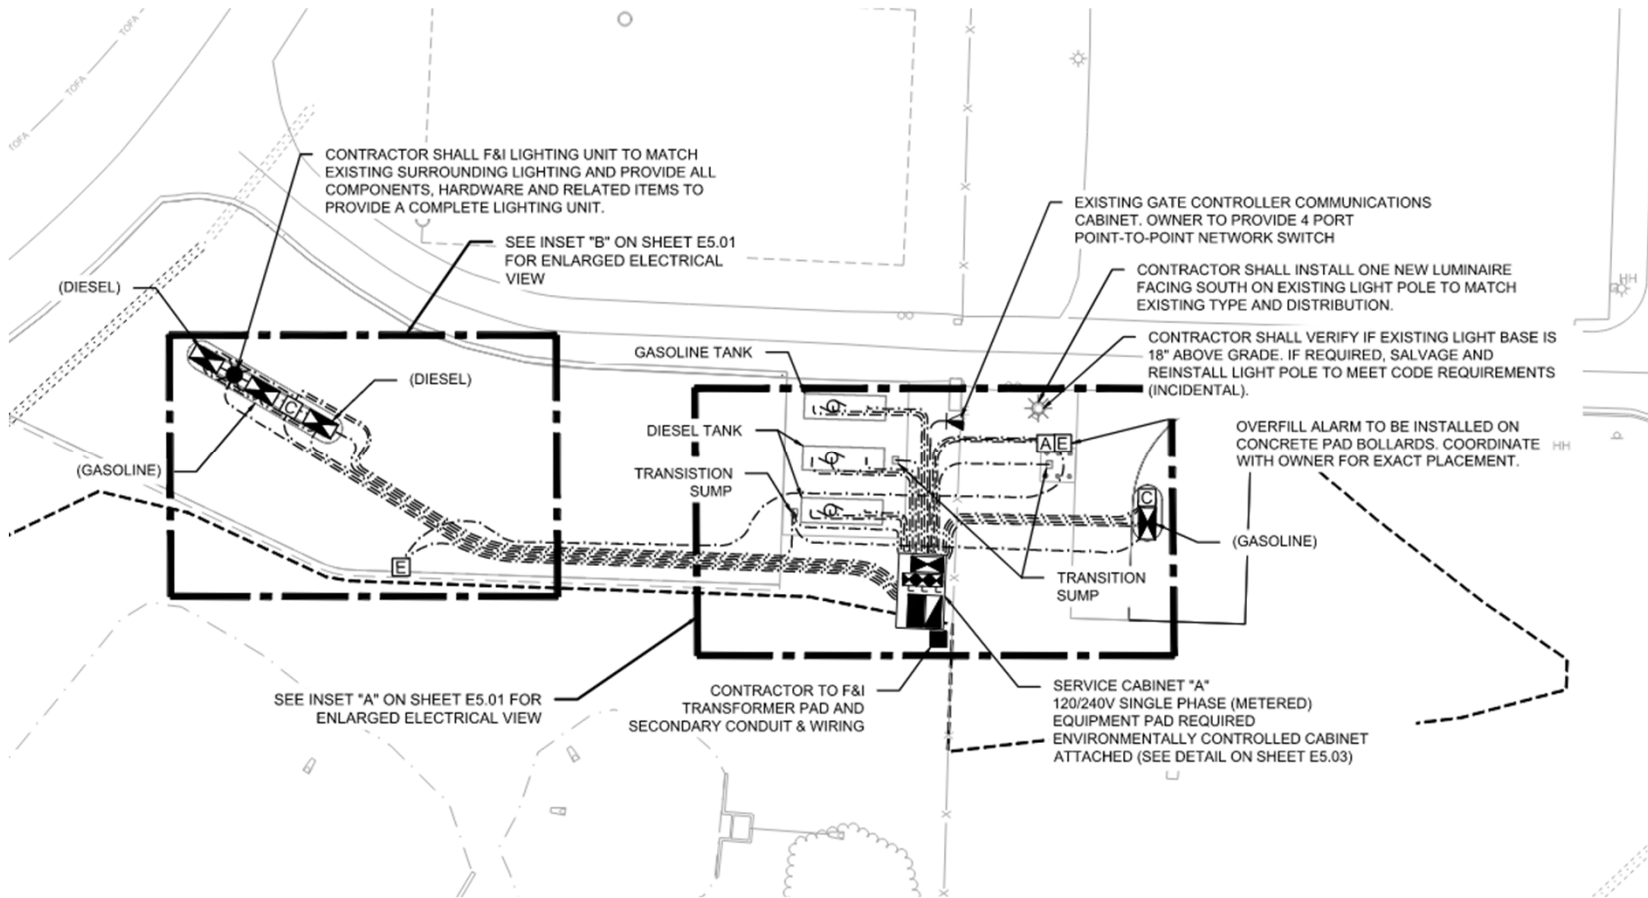 TOFA
TOFA
TOFA
CONTRACTOR SHALL F&I LIGHTING UNIT TO MATCH
EXISTING SURROUNDING LIGHTING AND PROVIDE ALL
COMPONENTS, HARDWARE AND RELATED ITEMS TO
PROVIDE A COMPLETE LIGHTING UNIT.
SEE INSET "B" ON SHEET E5.01
FOR ENLARGED ELECTRICAL
VIEW
(DIESEL)
(DIESEL)
(GASOLINE)
C
E
EXISTING GATE CONTROLLER COMMUNICATIONS
CABINET. OWNER TO PROVIDE 4 PORT
POINT-TO-POINT NETWORK SWITCH
CONTRACTOR SHALL INSTALL ONE NEW LUMINAIRE
FACING SOUTH ON EXISTING LIGHT POLE TO MATCH
EXISTING TYPE AND DISTRIBUTION.
HH
CONTRACTOR SHALL VERIFY IF EXISTING LIGHT BASE IS
18" ABOVE GRADE. IF REQUIRED, SALVAGE AND
REINSTALL LIGHT POLE TO MEET CODE REQUIREMENTS
(INCIDENTAL).
GASOLINE TANK
DIESEL TANK
TRANSISTION
SUMP
A E
OVERFILL ALARM TO BE INSTALLED ON
CONCRETE PAD BOLLARDS. COORDINATE
WITH OWNER FOR EXACT PLACEMENT.
HH
C
(GASOLINE)
TRANSITION
SUMP
SEE INSET "A" ON SHEET E5.01 FOR
ENLARGED ELECTRICAL VIEW
CONTRACTOR TO F&I
TRANSFORMER PAD AND
SECONDARY CONDUIT & WIRING
SERVICE CABINET "A"
120/240V SINGLE PHASE (METERED)
EQUIPMENT PAD REQUIRED
ENVIRONMENTALLY CONTROLLED CABINET
ATTACHED (SEE DETAIL ON SHEET E5.03)